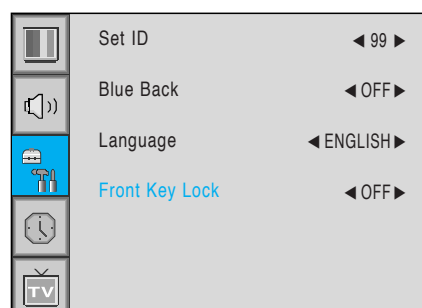 Set ID ◀ 99 ▶
Blue Back ◀ OFF ▶
Language ◀ ENGLISH ▶
Front Key Lock ◀ OFF ▶
TV